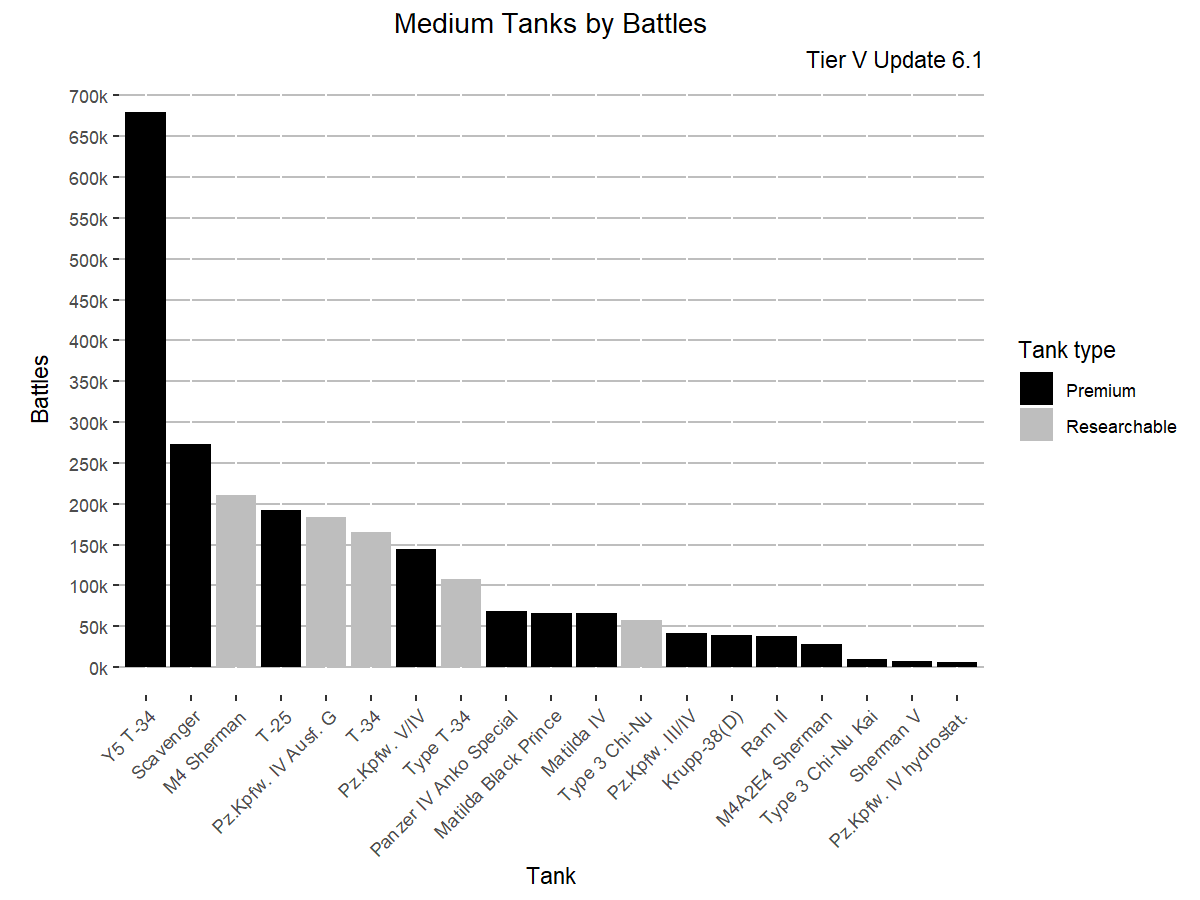 Medium Tanks by Battles
Tier V Update 6.1
700k
650k
600k
550k
500k
450k
400k
350k
300k
250k
200k
150k
100k
50k
0k
Battles
Y5 T-34
Scavenger
M4 Sherman
T-25
Pz.Kpfw. IV Ausf. G
T-34
Pz.Kpfw. V/IV
Type T-34
Panzer IV Anko Special
Matilda Black Prince
Matilda IV
Type 3 Chi-Nu
Pz.Kpfw. III/IV
Krupp-38(D)
Ram II
M4A2E4 Sherman
Type 3 Chi-Nu Kai
Sherman V
Pz.Kpfw. IV hydrostat.
Tank
Tank type
Premium
Researchable